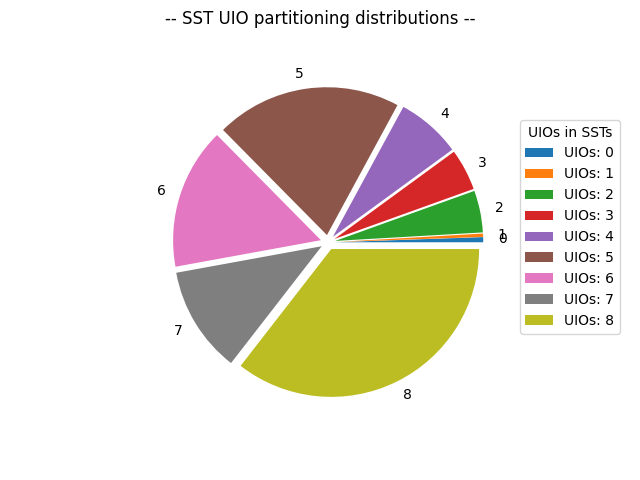 -- SST UIO partitioning distributions --
5
4
3
6
2
1
0
7
8
UIOs in SSTs
UIOs: 0
UIOs: 1
UIOs: 2
UIOs: 3
UIOs: 4
UIOs: 5
UIOs: 6
UIOs: 7
UIOs: 8